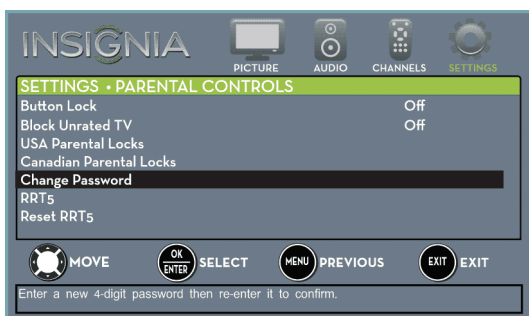 INSIGNIA
PICTURE AUDIO CHANNELS SETTINGS
SETTINGS • PARENTAL CONTROLS
Button Lock Off
Block Unrated TV Off
USA Parental Locks
Canadian Parental Locks
Change Password
RRT5
Reset RRT5
MOVE OK ENTER SELECT MENU PREVIOUS EXIT EXIT
Enter a new 4-digit password then re-enter it to confirm.